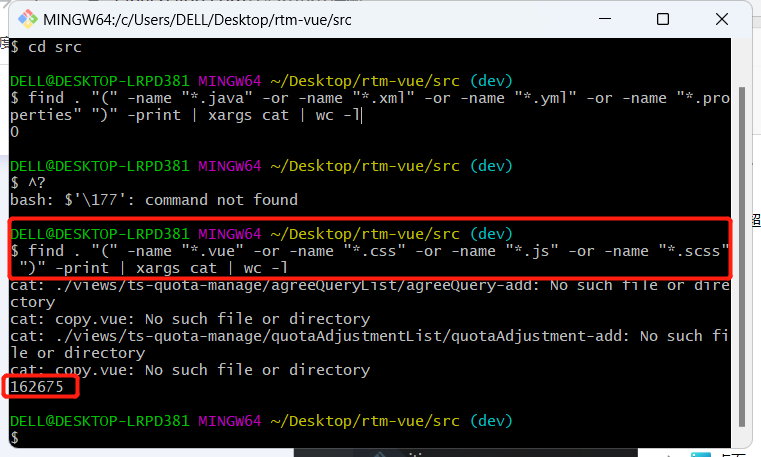 MINGW64:/c/Users/DELL/Desktop/rtm-vue/src
$ cd src
DELL@DESKTOP-LRPD381 MINGW64 ~/Desktop/rtm-vue/src (dev)
$ find . "(" -name "*.java" -or -name "*.xml" -or -name "*.yml" -or -name "*.pro
perties" ")" -print | xargs cat | wc -l
0
DELL@DESKTOP-LRPD381 MINGW64 ~/Desktop/rtm-vue/src (dev)
$ ^?
bash: $'\177': command not found
DELL@DESKTOP-LRPD381 MINGW64 ~/Desktop/rtm-vue/src (dev)
$ find . "(" -name "*.vue" -or -name "*.css" -or -name "*.js" -or -name "*.scss"
 ")" -print | xargs cat | wc -l
cat: ./views/ts-quota-manage/agreeQueryList/agreeQuery-add: No such file or dire
ctory
cat: copy.vue: No such file or directory
cat: ./views/ts-quota-manage/quotaAdjustmentList/quotaAdjustment-add: No such fi
le or directory
cat: copy.vue: No such file or directory
162675
DELL@DESKTOP-LRPD381 MINGW64 ~/Desktop/rtm-vue/src (dev)
$